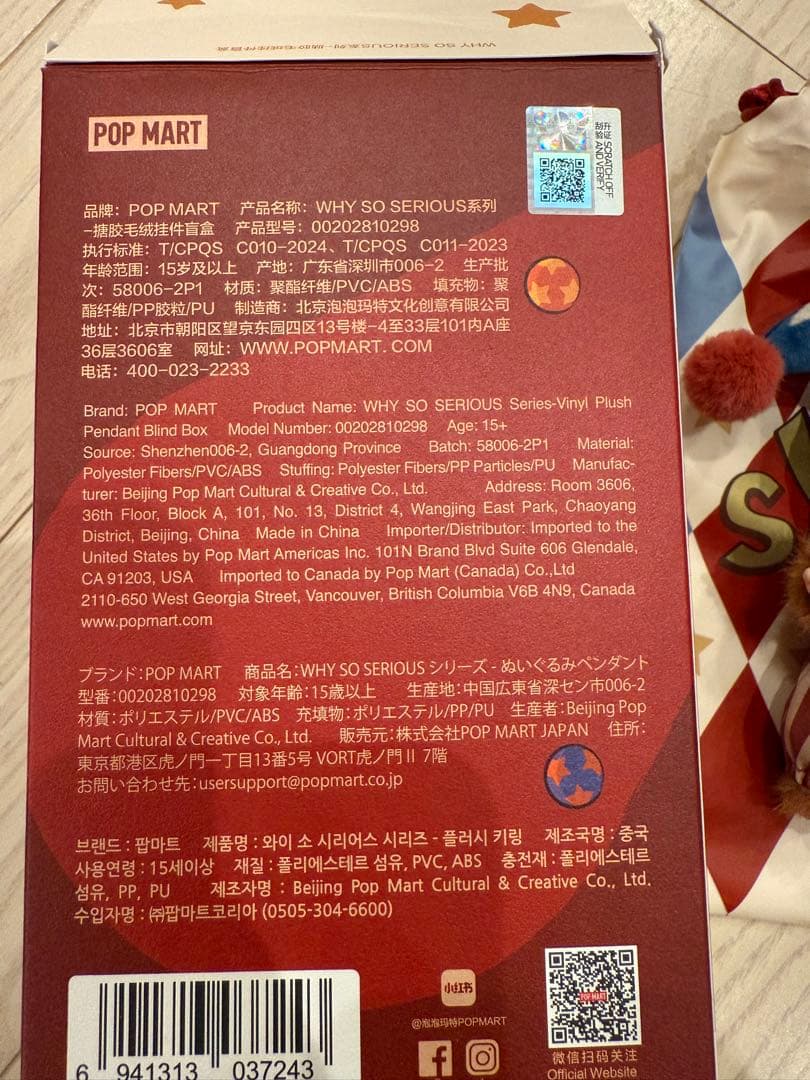 WHY SO SERIOUS系列-搪胶毛绒挂件盲盒
POP MART
升证 SCRATCH OFF
刮验 AND VERIFY
品牌：POP MART 产品名称：WHY SO SERIOUS系列
-搪胶毛绒挂件盲盒 产品型号：00202810298
执行标准：T/CPQS C010-2024、T/CPQS C011-2023
年龄范围：15岁及以上 产地：广东省深圳市006-2 生产批
次：58006-2P1 材质：聚酯纤维/PVC/ABS 填充物：聚
酯纤维/PP胶粒/PU 制造商：北京泡泡玛特文化创意有限公司
地址：北京市朝阳区望京东园四区13号楼-4至33层101内A座
36层3606室 网址：WWW.POPMART.COM
电话：400-023-2233
Brand: POP MART Product Name: WHY SO SERIOUS Series-Vinyl Plush
Pendant Blind Box Model Number: 00202810298 Age: 15+
Source: Shenzhen006-2, Guangdong Province Batch: 58006-2P1 Material:
Polyester Fibers/PVC/ABS Stuffing: Polyester Fibers/PP Particles/PU Manufac-
turer: Beijing Pop Mart Cultural & Creative Co., Ltd. Address: Room 3606,
36th Floor, Block A, 101, No. 13, District 4, Wangjing East Park, Chaoyang
District, Beijing, China Made in China Importer/Distributor: Imported to the
United States by Pop Mart Americas Inc. 101N Brand Blvd Suite 606 Glendale,
CA 91203, USA Imported to Canada by Pop Mart (Canada) Co.,Ltd
2110-650 West Georgia Street, Vancouver, British Columbia V6B 4N9, Canada
www.popmart.com
ブランド：POP MART 商品名：WHY SO SERIOUS シリーズ - ぬいぐるみペンダント
型番：00202810298 対象年齢：15歳以上 生産地：中国広東省深セン市006-2
材質：ポリエステル/PVC/ABS 充填物：ポリエステル/PP/PU 生産者：Beijing Pop
Mart Cultural & Creative Co., Ltd. 販売元：株式会社POP MART JAPAN 住所：
東京都港区虎ノ門一丁目13番5号 VORT虎ノ門Ⅱ 7階
お問い合わせ先：usersupport@popmart.co.jp
브랜드 : 팝마트 제품명 : 와이 소 시리어스 시리즈 - 플러시 키링 제조국명 : 중국
사용연령 : 15세이상 재질 : 폴리에스테르 섬유, PVC, ABS 충전재 : 폴리에스테르
섬유, PP, PU 제조자명 : Beijing Pop Mart Cultural & Creative Co., Ltd.
수입자명 : ㈜팝마트코리아 (0505-304-6600)
6 941313 037243
小红书
@泡泡玛特POPMART
POP MART
微信扫码关注
Official Website
S